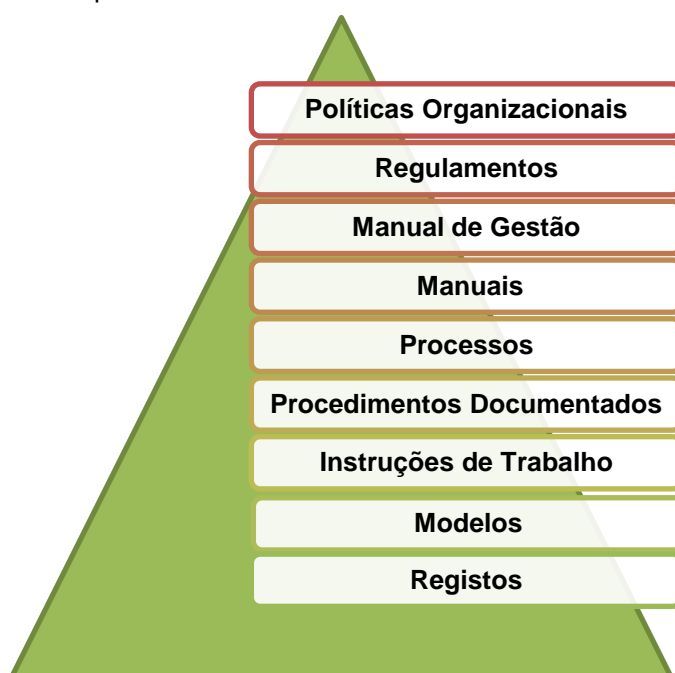 Políticas Organizacionais
Regulamentos
Manual de Gestão
Manuais
Processos
Procedimentos Documentados
Instruções de Trabalho
Modelos
Registos